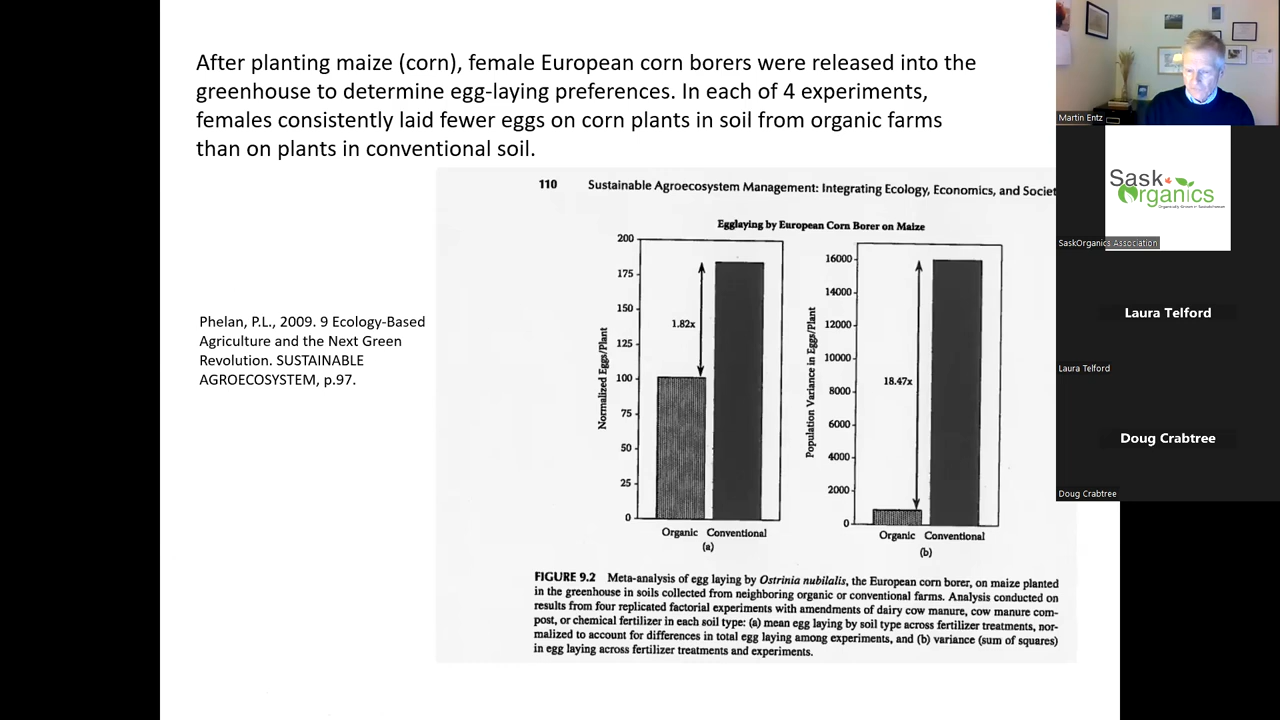 After planting maize (corn), female European corn borers were released into the
greenhouse to determine egg-laying preferences. In each of 4 experiments,
females consistently laid fewer eggs on corn plants in soil from organic farms
than on plants in conventional soil.
Phelan, P.L., 2009. 9 Ecology-Based
Agriculture and the Next Green
Revolution. SUSTAINABLE
AGROECOSYSTEM, p.97.
110 Sustainable Agroecosystem Management: Integrating Ecology, Economics, and Societ
Egglaying by European Corn Borer on Maize
Normalized Eggs/Plant
200
175
150
125
100
75
50
25
0
1.82x
Organic Conventional
(a)
Population Variance in Eggs/Plant
16000
14000
12000
10000
8000
6000
4000
2000
0
18.47x
Organic Conventional
(b)
FIGURE 9.2 Meta-analysis of egg laying by Ostrinia nubilalis, the European corn borer, on maize planted
in the greenhouse in soils collected from neighboring organic or conventional farms. Analysis conducted on
results from four replicated factorial experiments with amendments of dairy cow manure, cow manure com-
post, or chemical fertilizer in each soil type: (a) mean egg laying by soil type across fertilizer treatments, nor-
malized to account for differences in total egg laying among experiments, and (b) variance (sum of squares)
in egg laying across fertilizer treatments and experiments.
Martin Entz
Sask
Organics
SaskOrganics Association
Laura Telford
Laura Telford
Doug Crabtree
Doug Crabtree